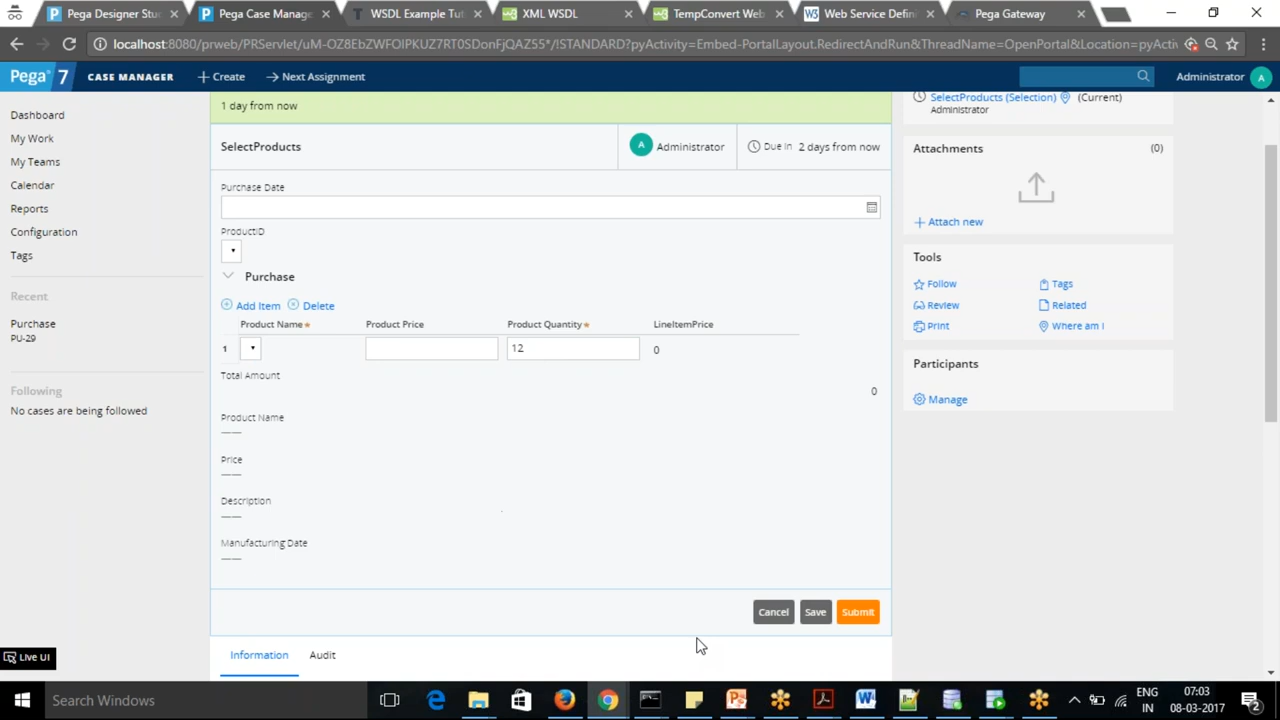 Pega Designer Stu
Pega Case Manag
WSDL Example Tut
XML WSDL
TempConvert Web
Web Service Defin
Pega Gateway
localhost:8080/prweb/PRServlet/uM-OZ8EbZWFOIPKUZ7RT0SDonFjQAZS5*/!STANDARD?pyActivity=Embed-PortalLayout.RedirectAndRun&ThreadName=OpenPortal&Location=pyActiv
Pega 7 CASE MANAGER Create Next Assignment Administrator A
Dashboard
My Work
My Teams
Calendar
Reports
Configuration
Tags
Recent
Purchase
PU-29
Following
No cases are being followed
1 day from now
SelectProducts A Administrator Due in 2 days from now
Purchase Date
ProductID
Purchase
Add Item Delete
Product Name* Product Price Product Quantity* LineItemPrice
1 12 0
Total Amount
0
Product Name
——
Price
——
Description
——
Manufacturing Date
——
Cancel Save Submit
Information Audit
SelectProducts (Selection) (Current)
Administrator
Attachments (0)
Attach new
Tools
Follow Tags
Review Related
Print Where am I
Participants
Manage
Live UI
Search Windows
ENG 07:03
IN 08-03-2017
2